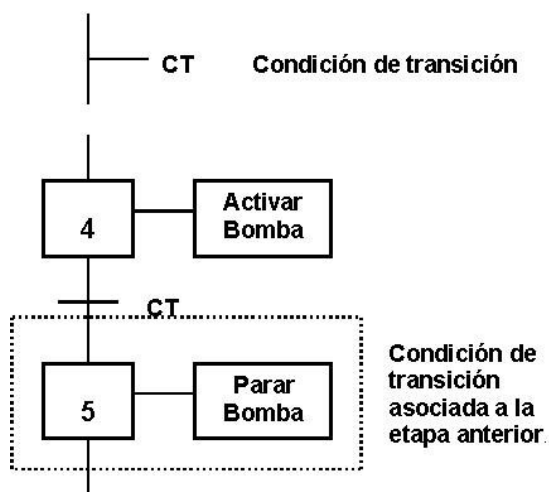 CT Condición de transición
4
Activar
Bomba
CT
5
Parar
Bomba
Condición de
transición
asociada a la
etapa anterior.